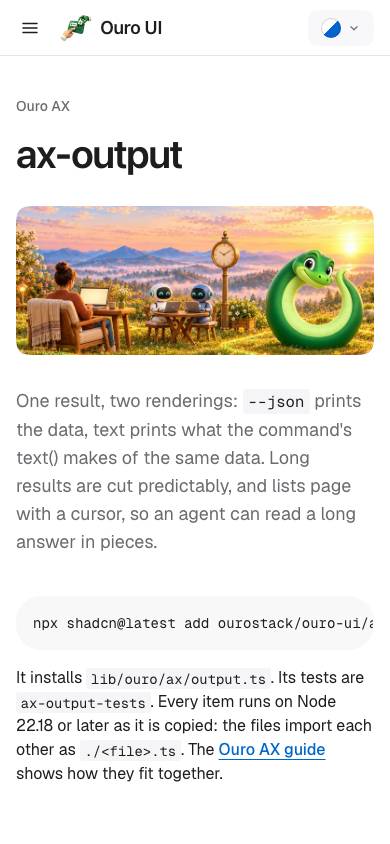 Ouro UI
Ouro AX
ax-output
One result, two renderings: --json prints
the data, text prints what the command's
text() makes of the same data. Long
results are cut predictably, and lists page
with a cursor, so an agent can read a long
answer in pieces.
npx shadcn@latest add ourostack/ouro-ui/a
It installs lib/ouro/ax/output.ts. Its tests are
ax-output-tests. Every item runs on Node
22.18 or later as it is copied: the files import each
other as ./<file>.ts. The Ouro AX guide
shows how they fit together.